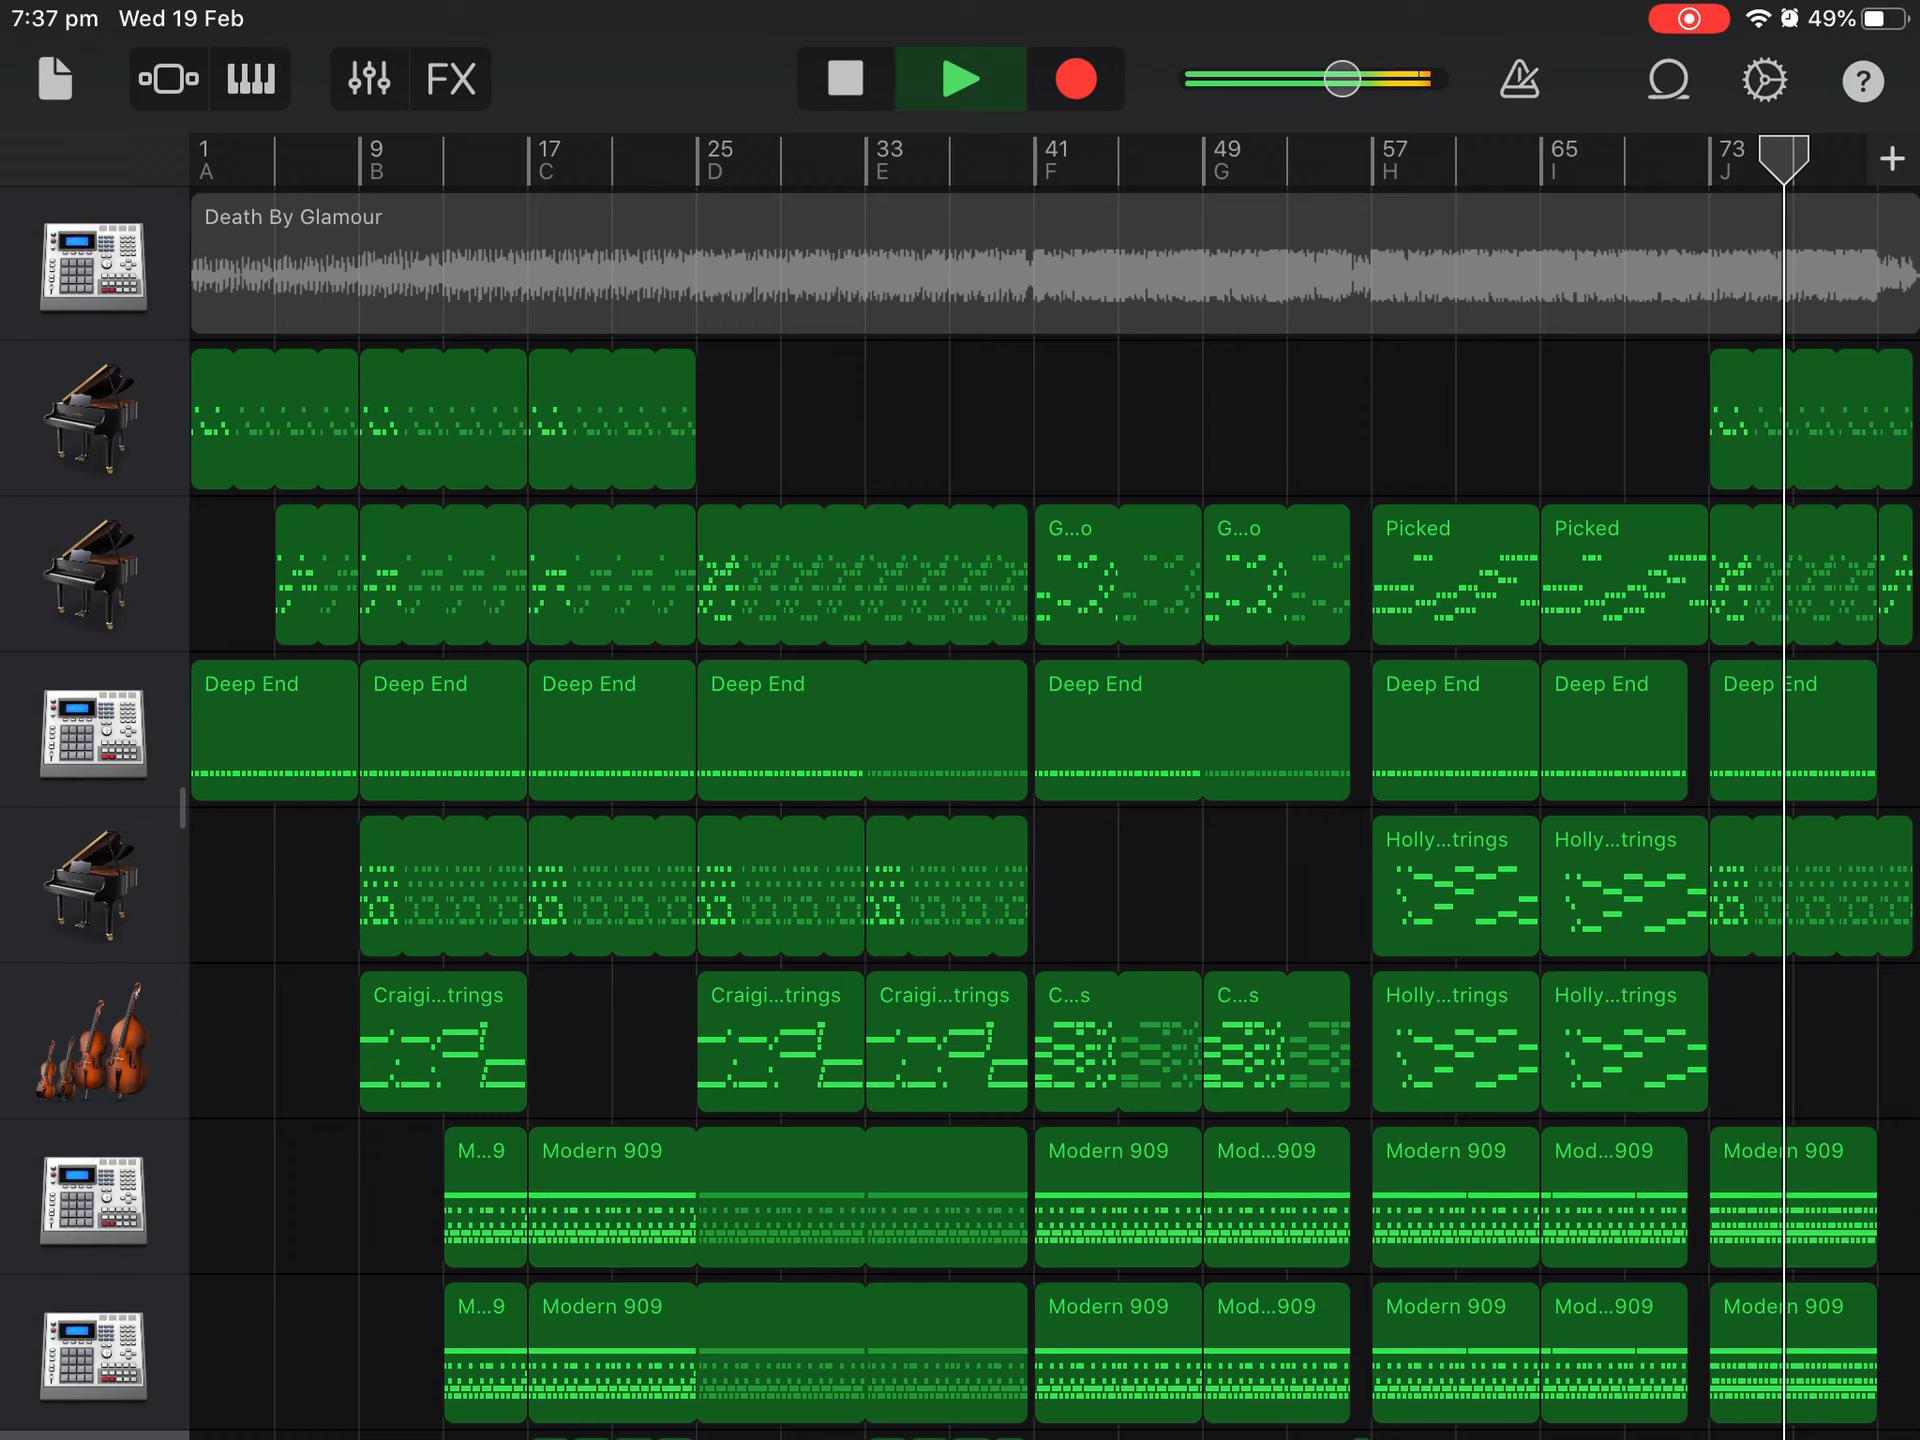 7:37 pm Wed 19 Feb 49%
FX ?
1 9 17 25 33 41 49 57 65 73 +
A B C D E F G H I J
Death By Glamour
G...o G...o Picked Picked
Deep End Deep End Deep End Deep End Deep End Deep End Deep End Deep End
Holly...trings Holly...trings
Craigi...trings Craigi...trings Craigi...trings C...s C...s Holly...trings Holly...trings
M...9 Modern 909 Modern 909 Mod...909 Modern 909 Mod...909 Modern 909
M...9 Modern 909 Modern 909 Mod...909 Modern 909 Mod...909 Modern 909